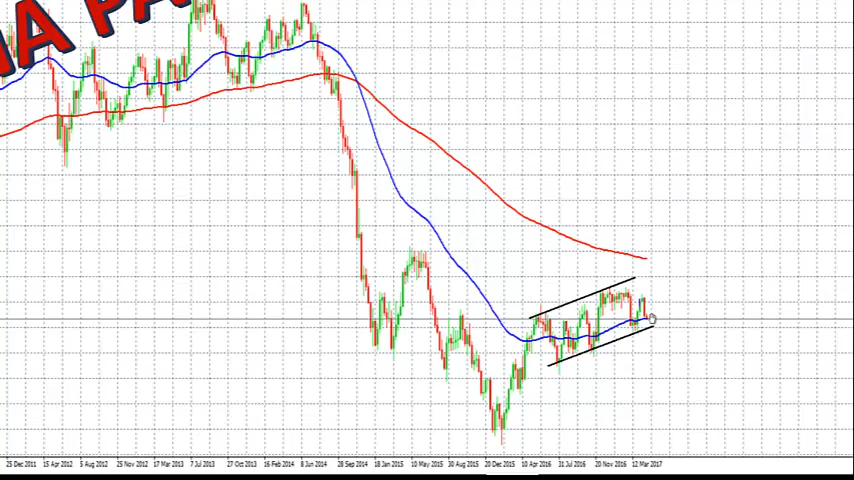 25 Dec 2011 15 Apr 2012 5 Aug 2012 25 Nov 2012 17 Mar 2013 7 Jul 2013 27 Oct 2013 16 Feb 2014 8 Jun 2014 28 Sep 2014 18 Jan 2015 10 May 2015 30 Aug 2015 20 Dec 2015 10 Apr 2016 31 Jul 2016 20 Nov 2016 12 Mar 2017